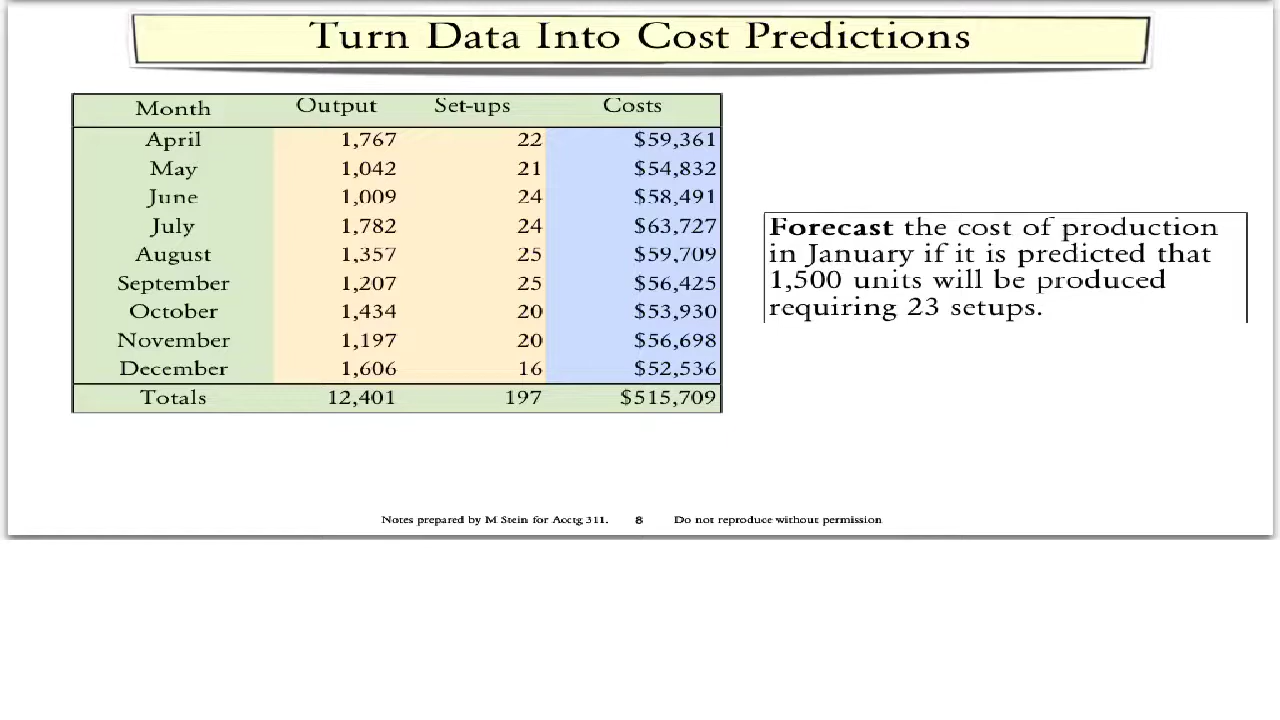 Turn Data Into Cost Predictions
Month Output Set-ups Costs
April 1,767 22 $59,361
May 1,042 21 $54,832
June 1,009 24 $58,491
July 1,782 24 $63,727
August 1,357 25 $59,709
September 1,207 25 $56,425
October 1,434 20 $53,930
November 1,197 20 $56,698
December 1,606 16 $52,536
Totals 12,401 197 $515,709
Forecast the cost of production
in January if it is predicted that
1,500 units will be produced
requiring 23 setups.
Notes prepared by M Stein for Acctg 311. 8 Do not reproduce without permission